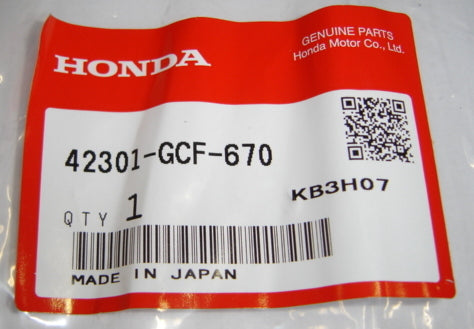 HONDA
GENUINE PARTS
Honda Motor Co., Ltd.
42301-GCF-670
KB3H07
QTY 1
MADE IN JAPAN